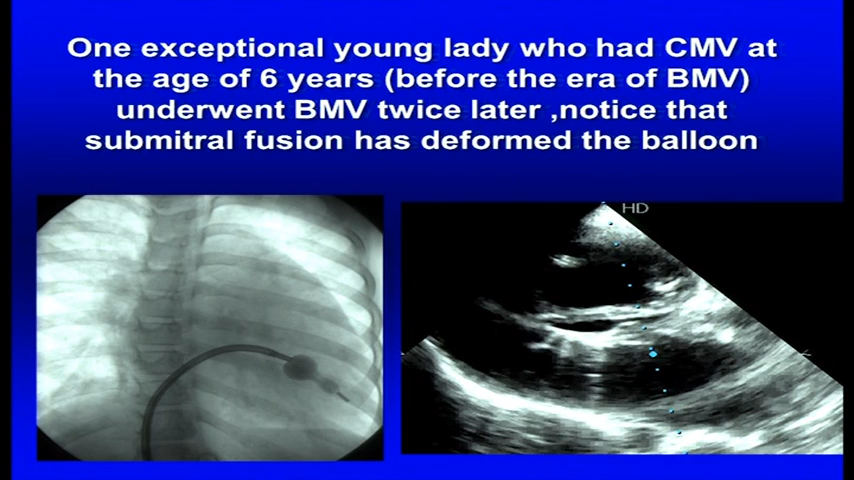 One exceptional young lady who had CMV at
the age of 6 years (before the era of BMV)
underwent BMV twice later ,notice that
submitral fusion has deformed the balloon
HD